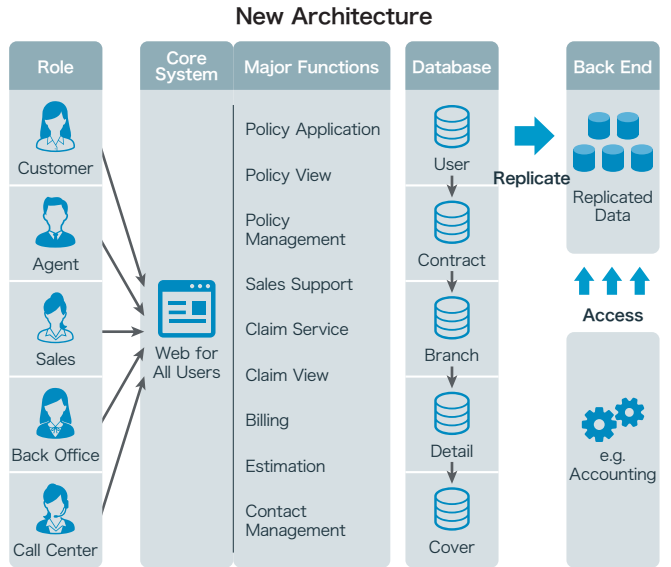 New Architecture
Role
Core
System
Major Functions
Database
Back End
Customer
Agent
Sales
Back Office
Call Center
Web for
All Users
Policy Application
Policy View
Policy
Management
Sales Support
Claim Service
Claim View
Billing
Estimation
Contact
Management
User
Contract
Branch
Detail
Cover
Replicate
Replicated
Data
Access
e.g.
Accounting